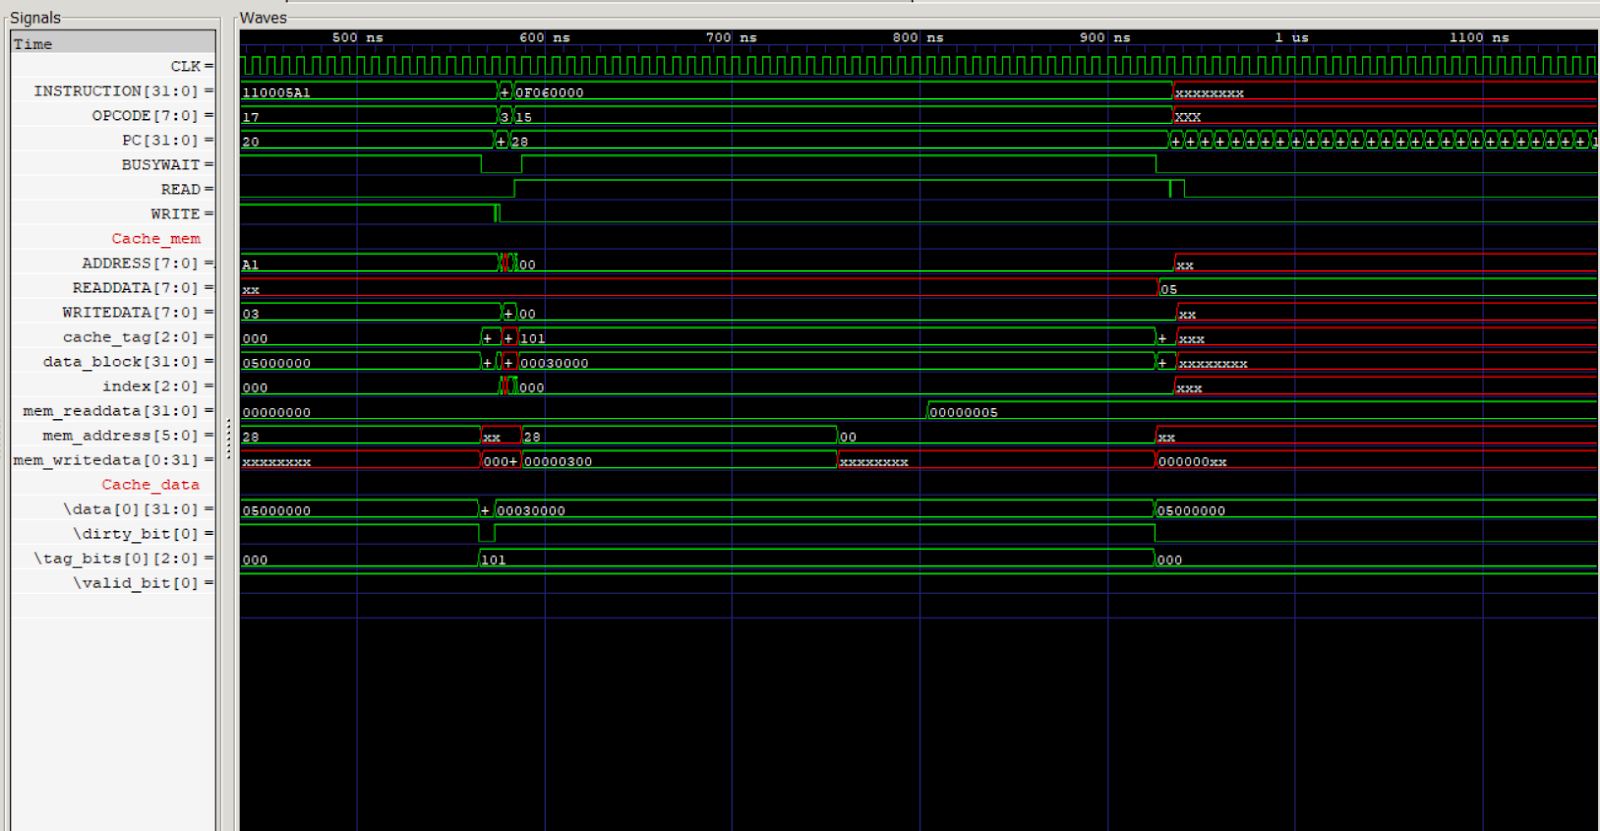 Signals
Waves
Time
500 ns 600 ns 700 ns 800 ns 900 ns 1 us 1100 ns
CLK =
INSTRUCTION[31:0] = 110005A1 + 0F060000 xxxxxxxx
OPCODE[7:0] = 17 3 15 XXX
PC[31:0] = 20 + 28 + + + + + + + + + + + + + + + + + + + + + + + + + + + + 1
BUSYWAIT =
READ =
WRITE =
Cache_mem
ADDRESS[7:0] = A1 00 xx
READDATA[7:0] = xx 05
WRITEDATA[7:0] = 03 + 00 xx
cache_tag[2:0] = 000 + + 101 + xxx
data_block[31:0] = 05000000 + + 00030000 + xxxxxxxx
index[2:0] = 000 000 xxx
mem_readdata[31:0] = 00000000 00000005
mem_address[5:0] = 28 xx 28 00 xx
mem_writedata[0:31] = xxxxxxxx 000+ 00000300 xxxxxxxx 000000xx
Cache_data
\data[0][31:0] = 05000000 + 00030000 05000000
\dirty_bit[0] =
\tag_bits[0][2:0] = 000 101 000
\valid_bit[0] =